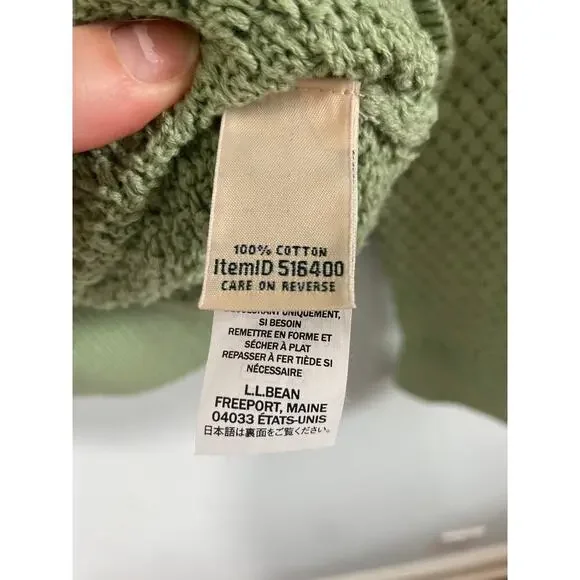 100% COTTON
ItemID 516400
CARE ON REVERSE
UNIQUEMENT,
SI BESOIN
REMETTRE EN FORME ET
SÉCHER À PLAT
REPASSER À FER TIÈDE SI
NÉCESSAIRE
L.L.BEAN
FREEPORT, MAINE
04033 ÉTATS-UNIS
日本語は裏面をご覧ください。